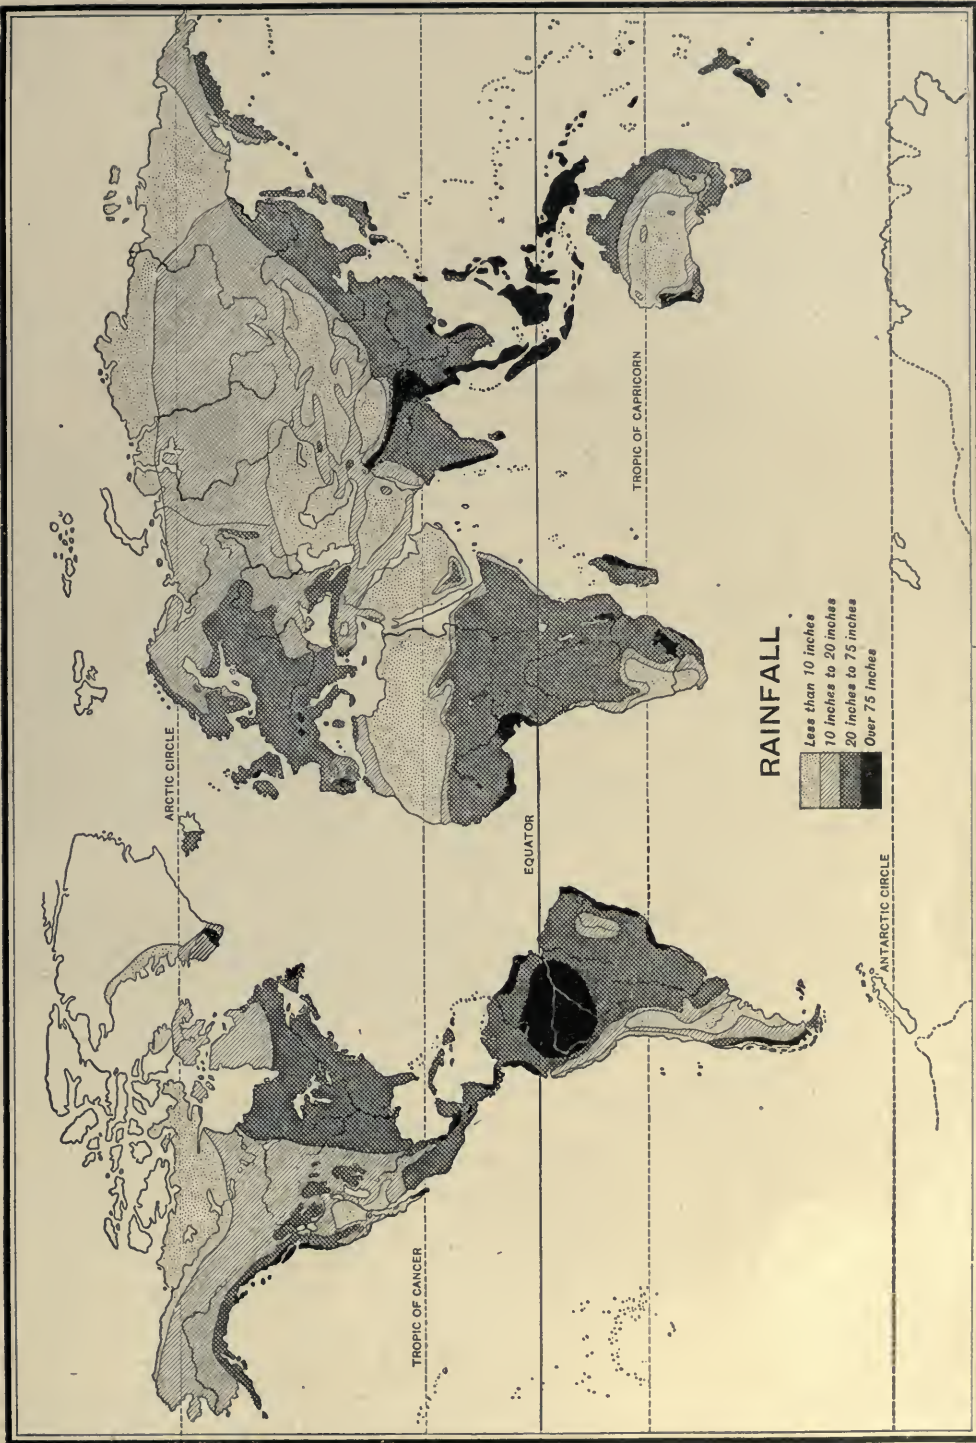 ARCTIC CIRCLE
TROPIC OF CANCER
EQUATOR
TROPIC OF CAPRICORN
ANTARCTIC CIRCLE
RAINFALL
Less than 10 inches
10 inches to 20 inches
20 inches to 75 inches
Over 75 inches